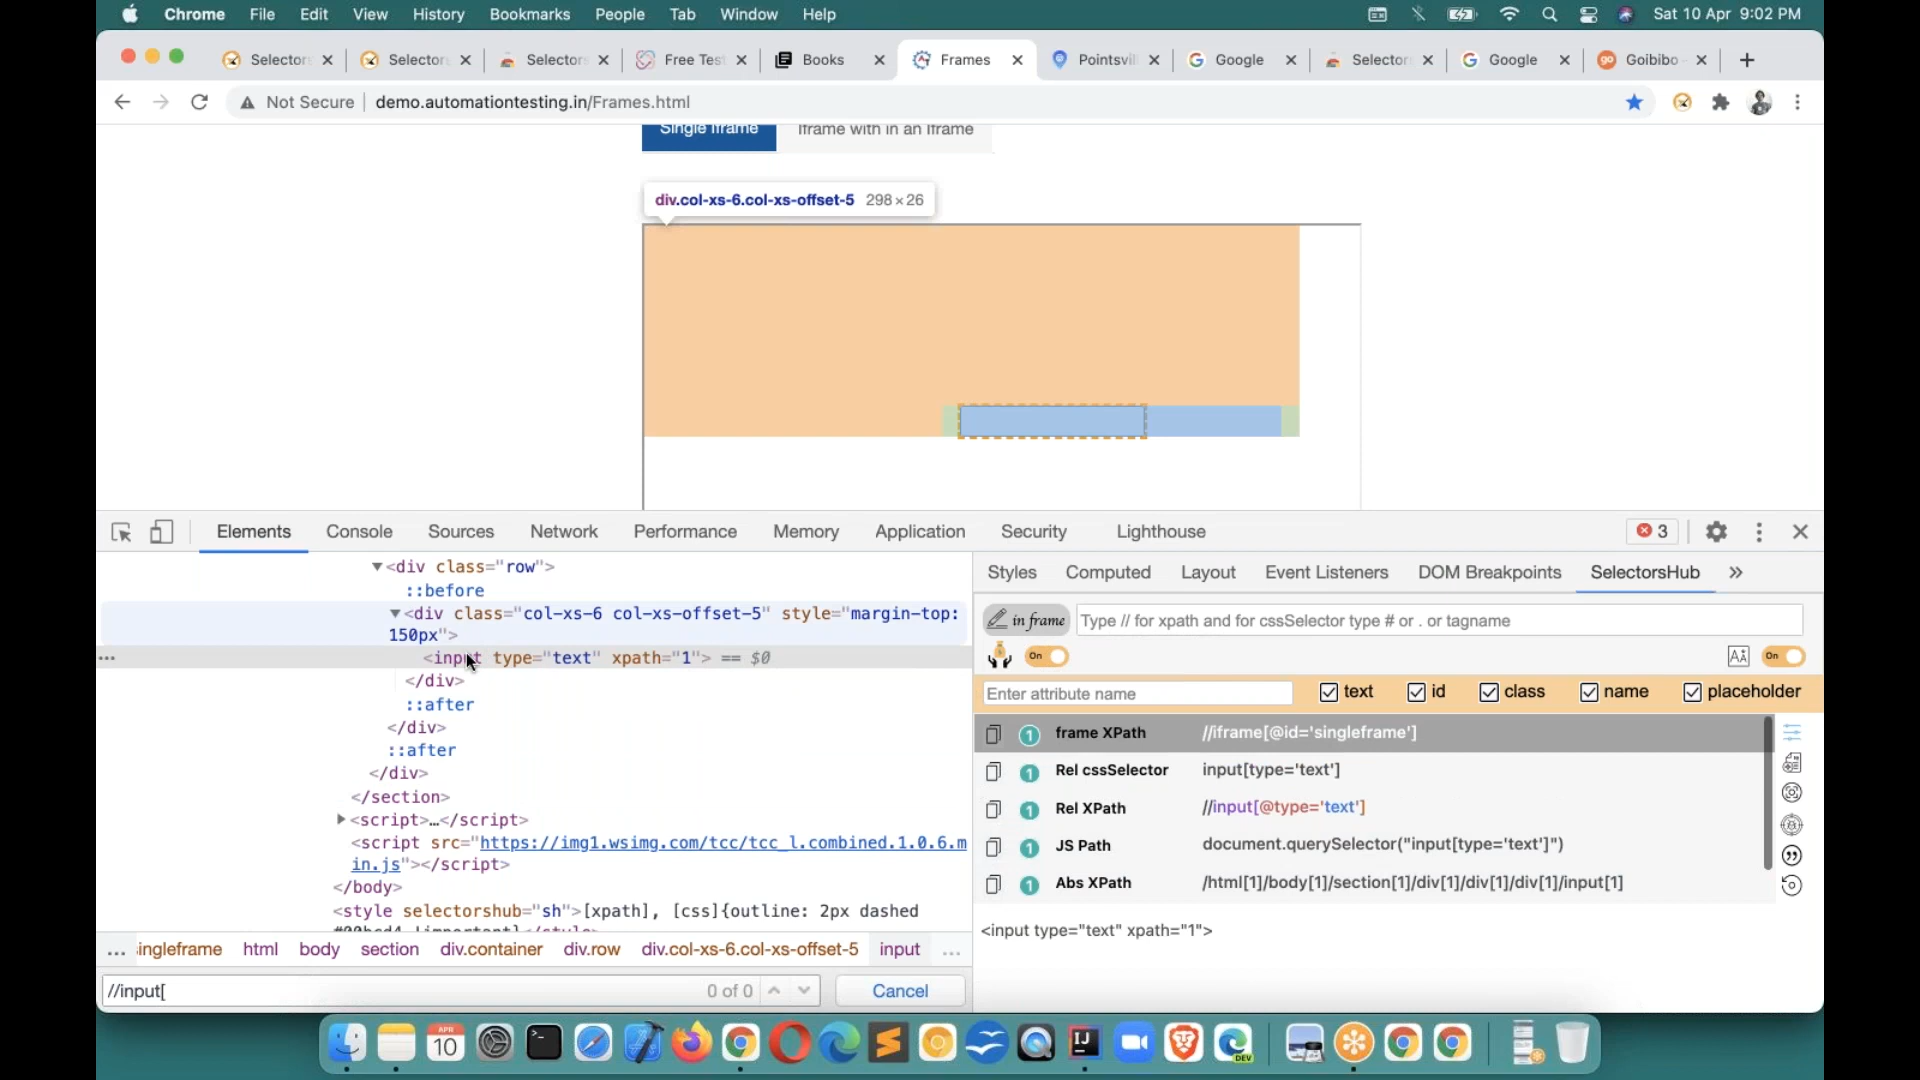 Chrome File Edit View History Bookmarks People Tab Window Help Sat 10 Apr 9:02 PM
Selectors Selectors Selectors Free Test Books Frames Pointsvill Google Selector Google Goibibo -
Not Secure demo.automationtesting.in/Frames.html
Single Iframe Iframe with in an Iframe
div.col-xs-6.col-xs-offset-5 298 × 26
Elements Console Sources Network Performance Memory Application Security Lighthouse 3
<div class="row">
::before
<div class="col-xs-6 col-xs-offset-5" style="margin-top:
150px">
<input type="text" xpath="1"> == $0
</div>
::after
</div>
::after
</div>
</section>
<script>…</script>
<script src="https://img1.wsimg.com/tcc/tcc_l.combined.1.0.6.m
in.js"></script>
</body>
<style selectorshub="sh">[xpath], [css]{outline: 2px dashed
... ingleframe html body section div.container div.row div.col-xs-6.col-xs-offset-5 input ...
//input[ 0 of 0 Cancel
Styles Computed Layout Event Listeners DOM Breakpoints SelectorsHub »
in frame Type // for xpath and for cssSelector type # or . or tagname
On On
Enter attribute name text id class name placeholder
1 frame XPath //iframe[@id='singleframe']
1 Rel cssSelector input[type='text']
1 Rel XPath //input[@type='text']
1 JS Path document.querySelector("input[type='text']")
1 Abs XPath /html[1]/body[1]/section[1]/div[1]/div[1]/div[1]/input[1]
<input type="text" xpath="1">
APR
10
IJ
DEV